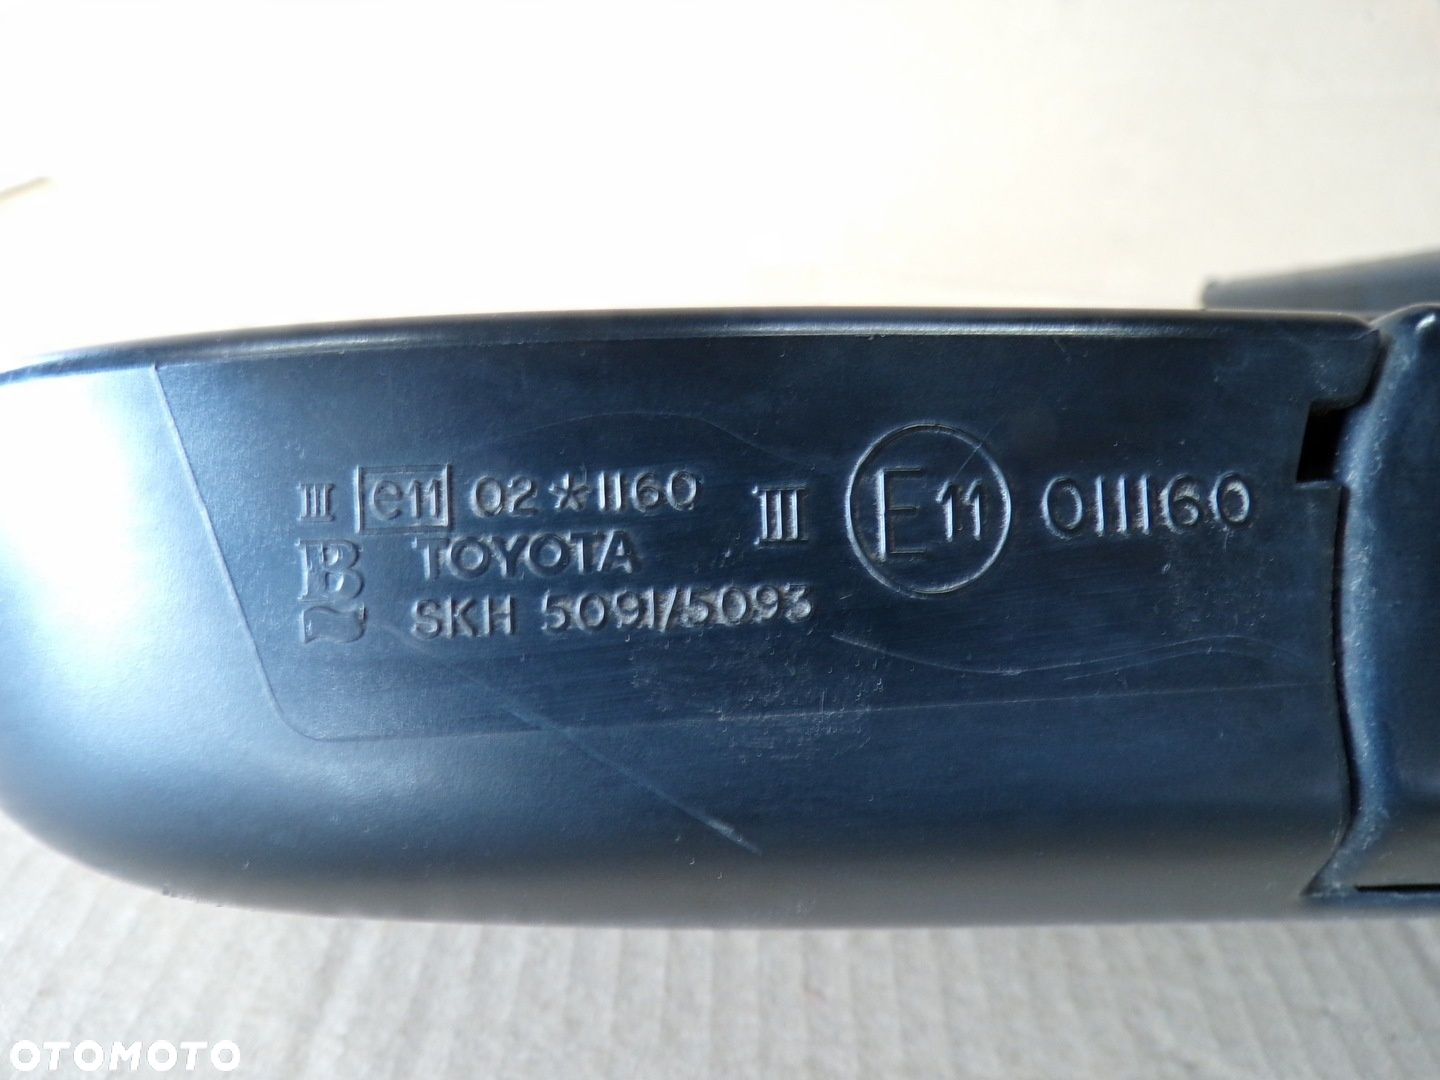 III e11 02*1160 III E11 011160
B TOYOTA
~ SKH 5091/5093
OTOMOTO